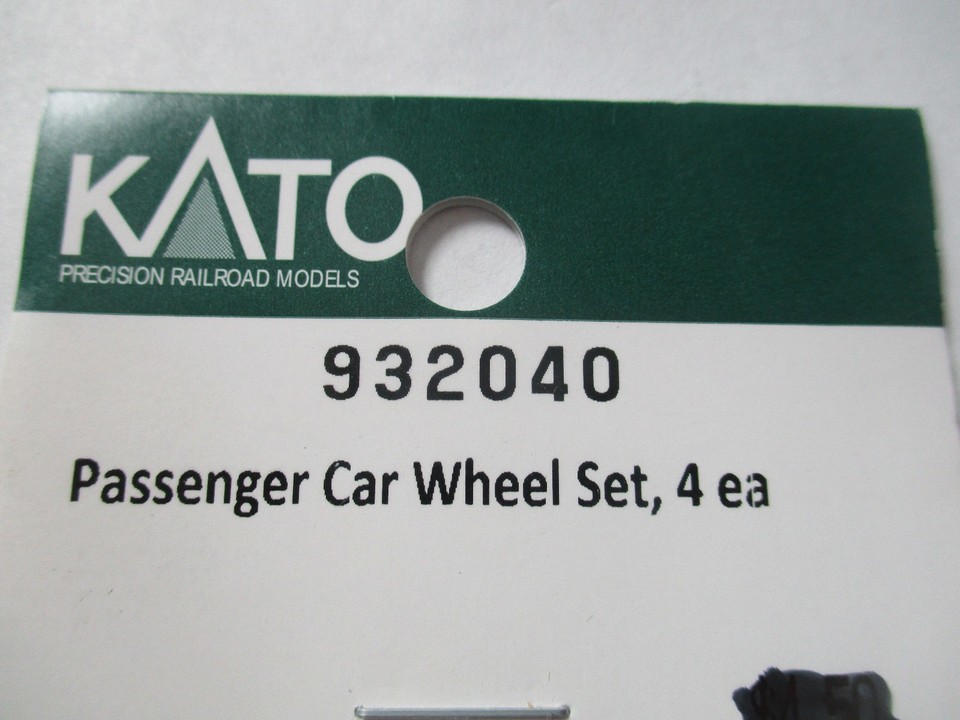 KATO
PRECISION RAILROAD MODELS
932040
Passenger Car Wheel Set, 4 ea